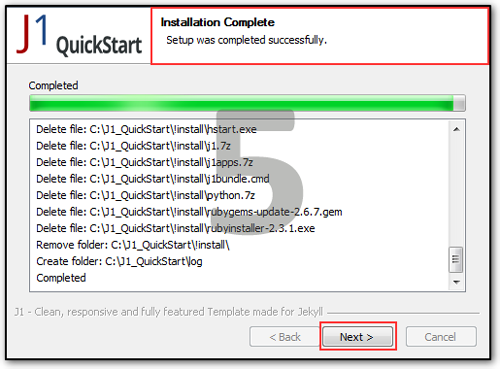 J1 QuickStart
Installation Complete
Setup was completed successfully.
Completed
5
Delete file: C:\J1_QuickStart\!install\hstart.exe
Delete file: C:\J1_QuickStart\!install\j1.7z
Delete file: C:\J1_QuickStart\!install\j1apps.7z
Delete file: C:\J1_QuickStart\!install\j1bundle.cmd
Delete file: C:\J1_QuickStart\!install\python.7z
Delete file: C:\J1_QuickStart\!install\rubygems-update-2.6.7.gem
Delete file: C:\J1_QuickStart\!install\rubyinstaller-2.3.1.exe
Remove folder: C:\J1_QuickStart\!install\
Create folder: C:\J1_QuickStart\log
Completed
J1 - Clean, responsive and fully featured Template made for Jekyll
< Back
Next >
Cancel